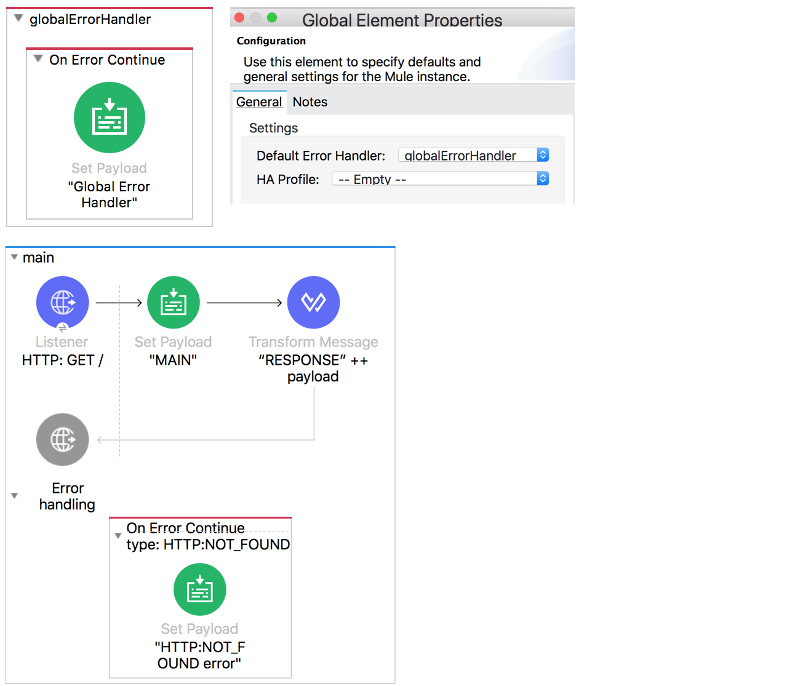 globalErrorHandler
On Error Continue
Set Payload
"Global Error
Handler"
Global Element Properties
Configuration
Use this element to specify defaults and
general settings for the Mule instance.
General
Notes
Settings
Default Error Handler:
globalErrorHandler
HA Profile:
-- Empty --
main
Listener
HTTP: GET /
Set Payload
"MAIN"
Transform Message
“RESPONSE” ++
payload
Error
handling
On Error Continue
type: HTTP:NOT_FOUND
Set Payload
"HTTP:NOT_F
OUND error"